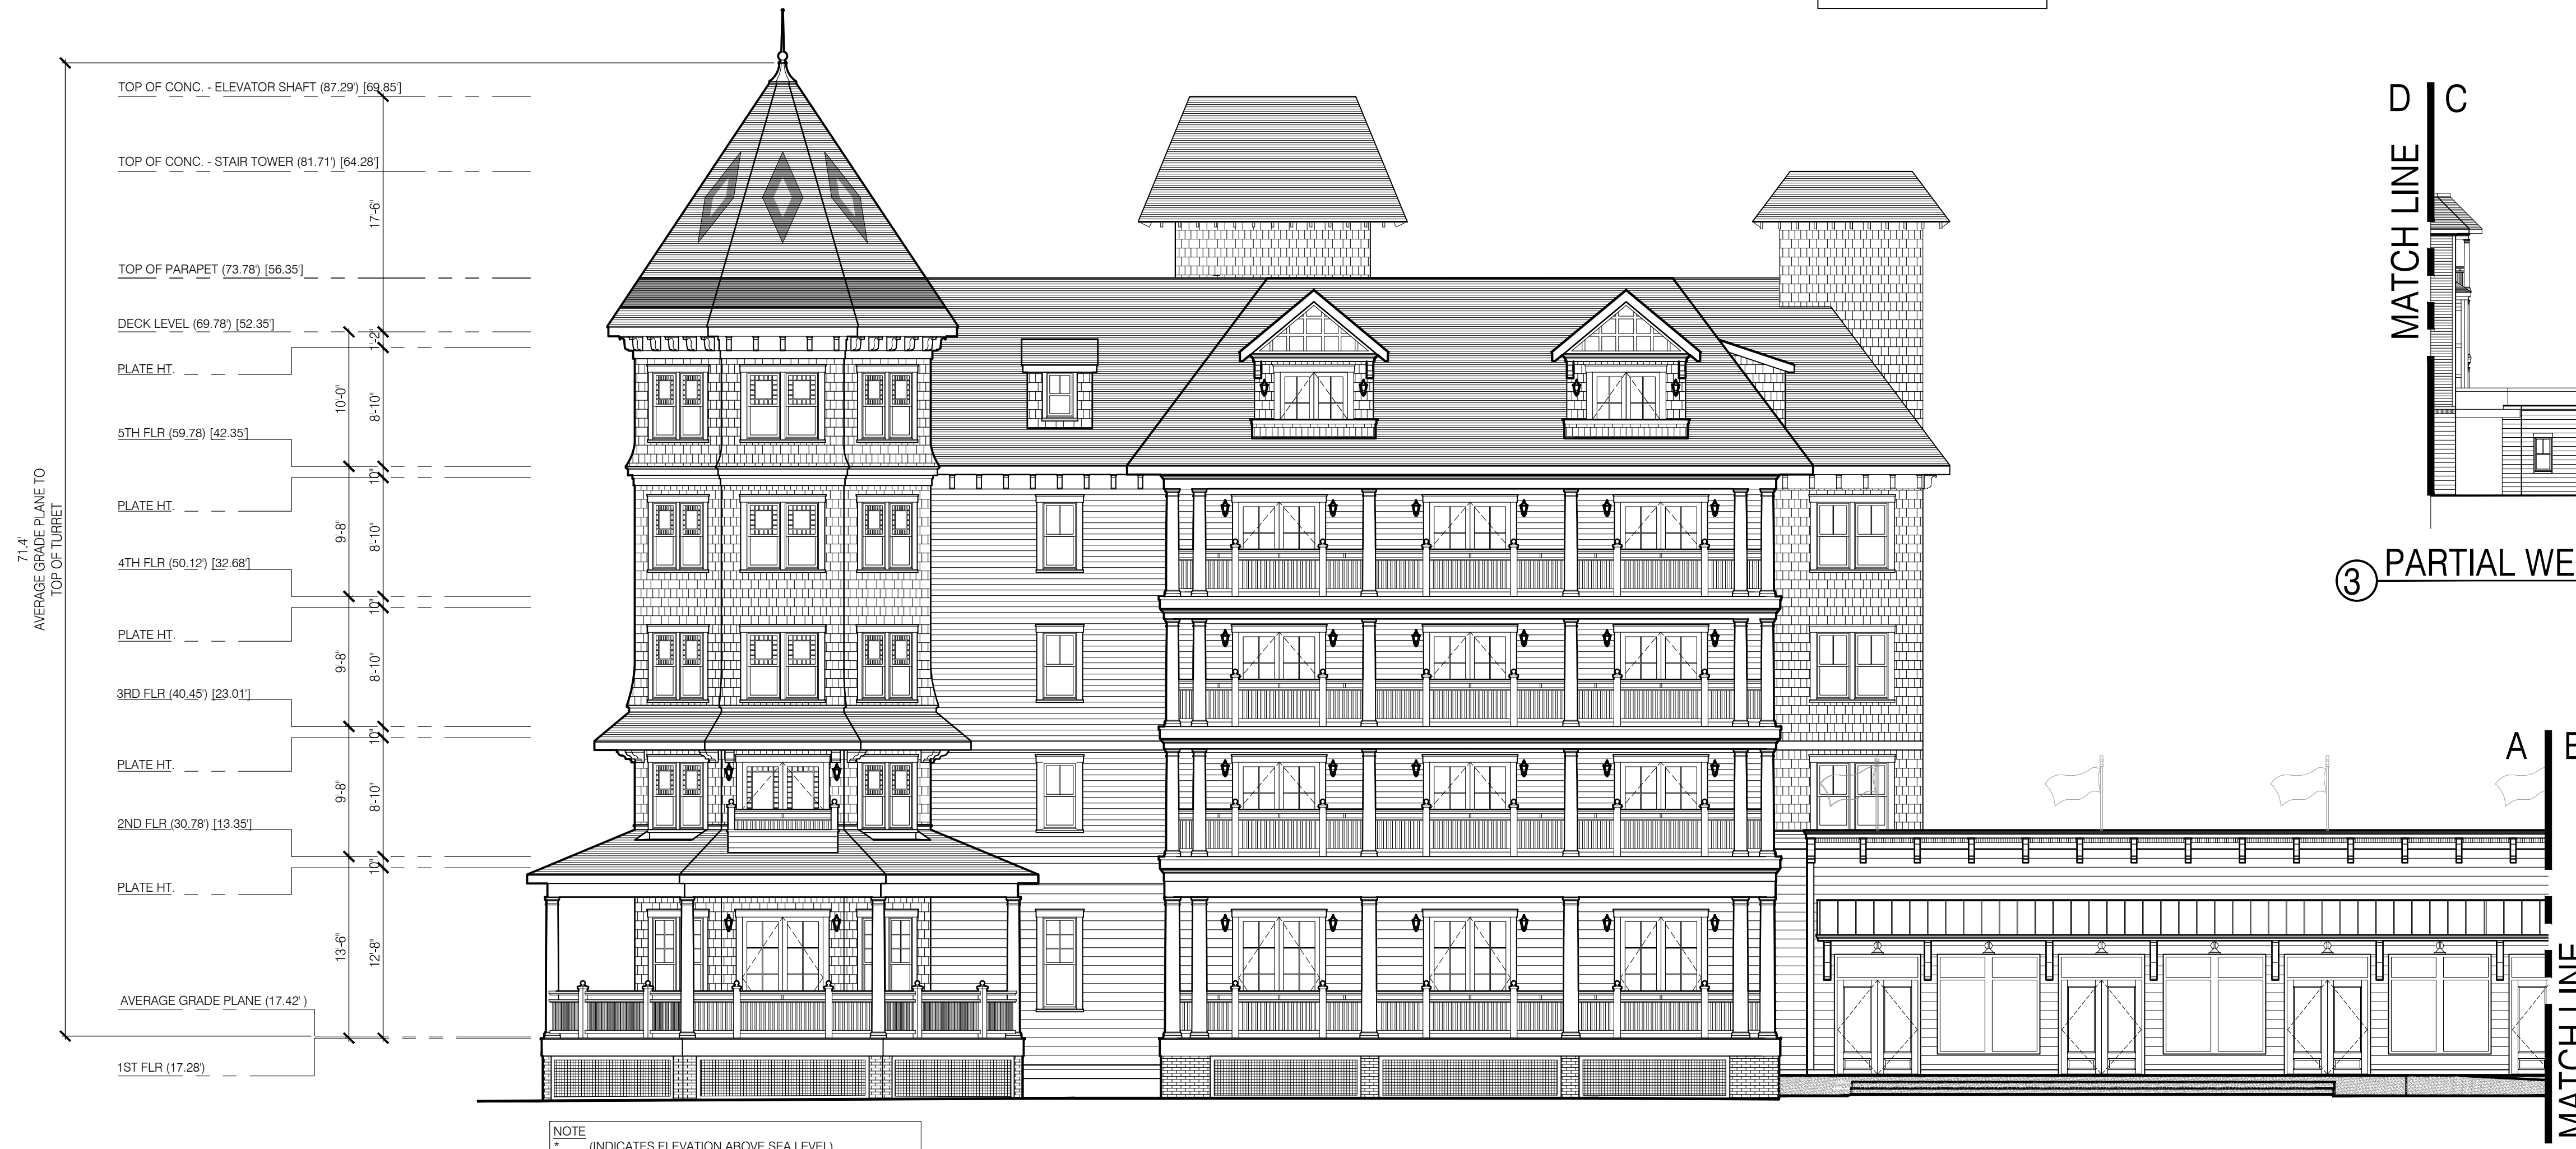 TOP OF CONC. - ELEVATOR SHAFT (87.29') [69.85']
TOP OF CONC. - STAIR TOWER (81.71') [64.28']
17'-6"
TOP OF PARAPET (73.78') [56.35']
DECK LEVEL (69.78') [52.35']
1'-2"
PLATE HT.
10'-0"
8'-10"
5TH FLR (59.78) [42.35']
10"
PLATE HT.
9'-8"
8'-10"
4TH FLR (50.12') [32.68']
10"
PLATE HT.
9'-8"
8'-10"
3RD FLR (40.45') [23.01']
10"
PLATE HT.
9'-8"
8'-10"
2ND FLR (30.78') [13.35']
10"
PLATE HT.
13'-6"
12'-8"
AVERAGE GRADE PLANE (17.42' )
1ST FLR (17.28')
71.4'
AVERAGE GRADE PLANE TO
TOP OF TURRET
NOTE
* (INDICATES ELEVATION ABOVE SEA LEVEL)
D C
MATCH LINE
3 PARTIAL WE
A
MATCH LINE